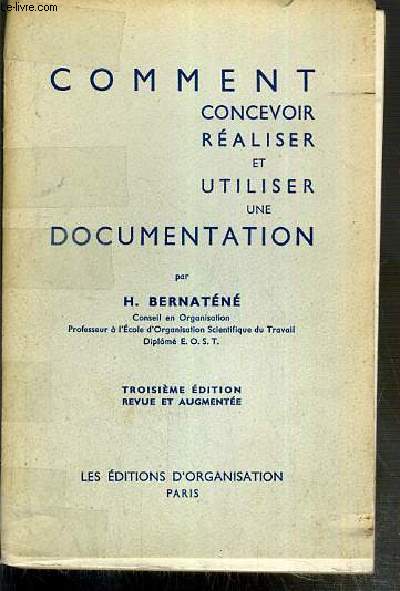 le-livre.com
COMMENT
CONCEVOIR
RÉALISER
ET
UTILISER
UNE
DOCUMENTATION
par
H. BERNATÉNÉ
Conseil en Organisation
Professeur à l'École d'Organisation Scientifique du Travail
Diplômé E. O. S. T.
TROISIÈME ÉDITION
REVUE ET AUGMENTÉE
LES ÉDITIONS D'ORGANISATION
PARIS